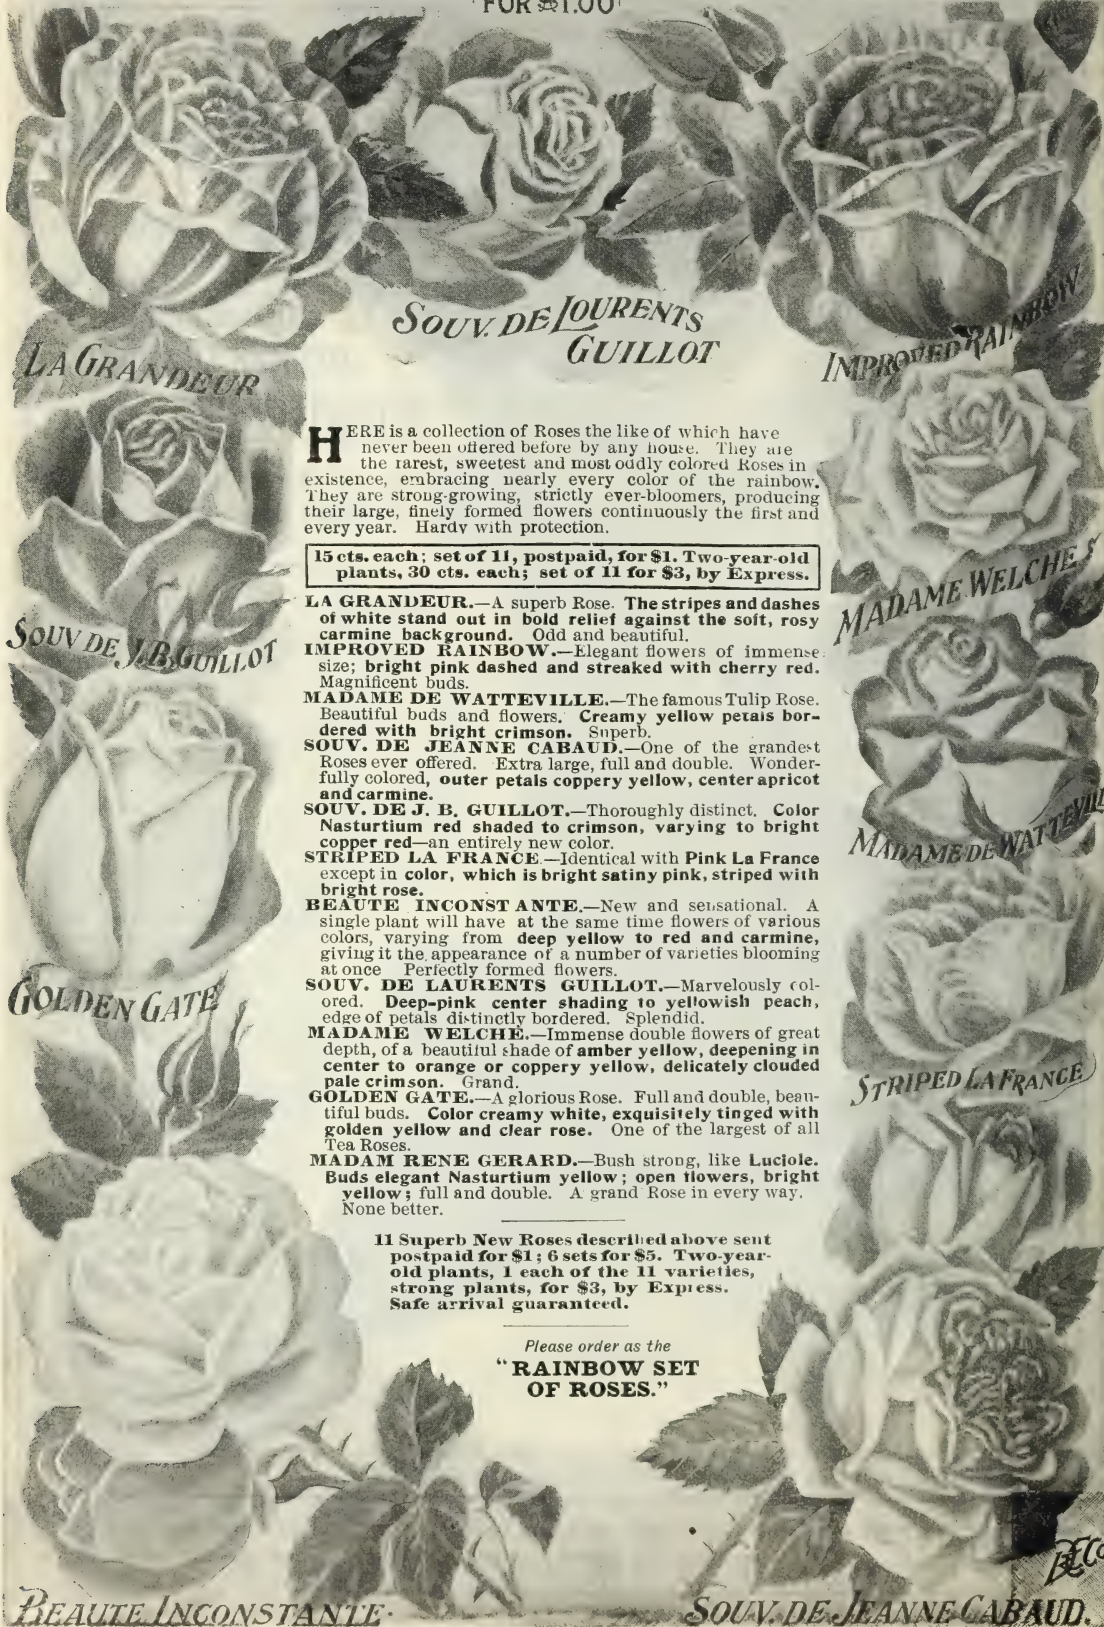 FOR $1.00
LA GRANDEUR
SOUV. DE LOURENTS
GUILLOT
IMPROVED RAINBOW
SOUV DE J. B. GUILLOT
MADAME WELCHE
GOLDEN GATE
MADAME DE WATTEVILLE
STRIPED LA FRANCE
HERE is a collection of Roses the like of which have
never been offered before by any house. They are
the rarest, sweetest and most oddly colored Roses in
existence, embracing nearly every color of the rainbow.
They are strong-growing, strictly ever-bloomers, producing
their large, finely formed flowers continuously the first and
every year. Hardy with protection.
15 cts. each; set of 11, postpaid, for $1. Two-year-old
plants, 30 cts. each; set of 11 for $3, by Express.
LA GRANDEUR.—A superb Rose. The stripes and dashes
of white stand out in bold relief against the soft, rosy
carmine background. Odd and beautiful.
IMPROVED RAINBOW.—Elegant flowers of immense
size; bright pink dashed and streaked with cherry red.
Magnificent buds.
MADAME DE WATTEVILLE.—The famous Tulip Rose.
Beautiful buds and flowers. Creamy yellow petals bor-
dered with bright crimson. Superb.
SOUV. DE JEANNE CABAUD.—One of the grandest
Roses ever offered. Extra large, full and double. Wonder-
fully colored, outer petals coppery yellow, center apricot
and carmine.
SOUV. DE J. B. GUILLOT.—Thoroughly distinct. Color
Nasturtium red shaded to crimson, varying to bright
copper red—an entirely new color.
STRIPED LA FRANCE.—Identical with Pink La France
except in color, which is bright satiny pink, striped with
bright rose.
BEAUTE INCONSTANTE.—New and sensational. A
single plant will have at the same time flowers of various
colors, varying from deep yellow to red and carmine,
giving it the appearance of a number of varieties blooming
at once Perfectly formed flowers.
SOUV. DE LAURENTS GUILLOT.—Marvelously col-
ored. Deep-pink center shading to yellowish peach,
edge of petals distinctly bordered. Splendid.
MADAME WELCHE.—Immense double flowers of great
depth, of a beautiful shade of amber yellow, deepening in
center to orange or coppery yellow, delicately clouded
pale crimson. Grand.
GOLDEN GATE.—A glorious Rose. Full and double, beau-
tiful buds. Color creamy white, exquisitely tinged with
golden yellow and clear rose. One of the largest of all
Tea Roses.
MADAM RENE GERARD.—Bush strong, like Luciole.
Buds elegant Nasturtium yellow; open flowers, bright
yellow; full and double. A grand Rose in every way.
None better.
11 Superb New Roses described above sent
postpaid for $1; 6 sets for $5. Two-year-
old plants, 1 each of the 11 varieties,
strong plants, for $3, by Express.
Safe arrival guaranteed.
Please order as the
"RAINBOW SET
OF ROSES."
BEAUTE INCONSTANTE.
SOUV. DE JEANNE CABAUD.